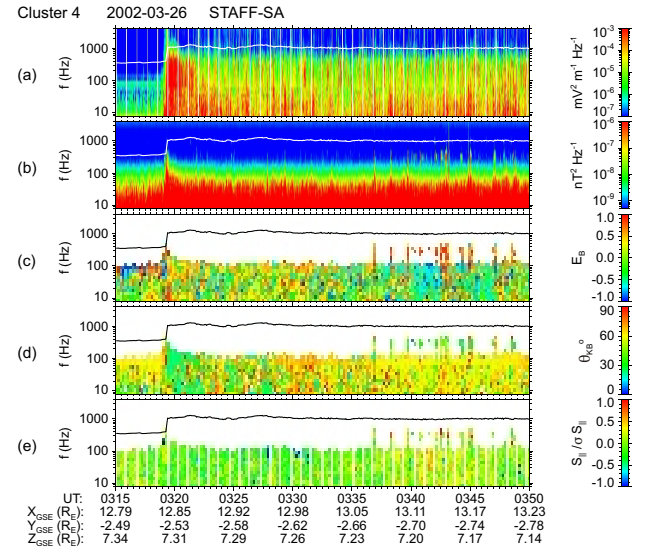 Cluster 4 2002-03-26 STAFF-SA
(a) f (Hz) 1000 100 10 10⁻³ 10⁻⁴ 10⁻⁵ 10⁻⁶ 10⁻⁷ mV² m⁻¹ Hz⁻¹
(b) f (Hz) 1000 100 10 10⁻⁶ 10⁻⁷ 10⁻⁸ 10⁻⁹ nT² Hz⁻¹
(c) f (Hz) 1000 100 10 1.0 0.5 0.0 -0.5 -1.0 E_B
(d) f (Hz) 1000 100 10 90 60 30 0 θ_KB°
(e) f (Hz) 1000 100 10 1.0 0.5 0.0 -0.5 -1.0 S_|| /σ S_||
UT: 0315 0320 0325 0330 0335 0340 0345 0350
X_GSE (R_E): 12.79 12.85 12.92 12.98 13.05 13.11 13.17 13.23
Y_GSE (R_E): -2.49 -2.53 -2.58 -2.62 -2.66 -2.70 -2.74 -2.78
Z_GSE (R_E): 7.34 7.31 7.29 7.26 7.23 7.20 7.17 7.14